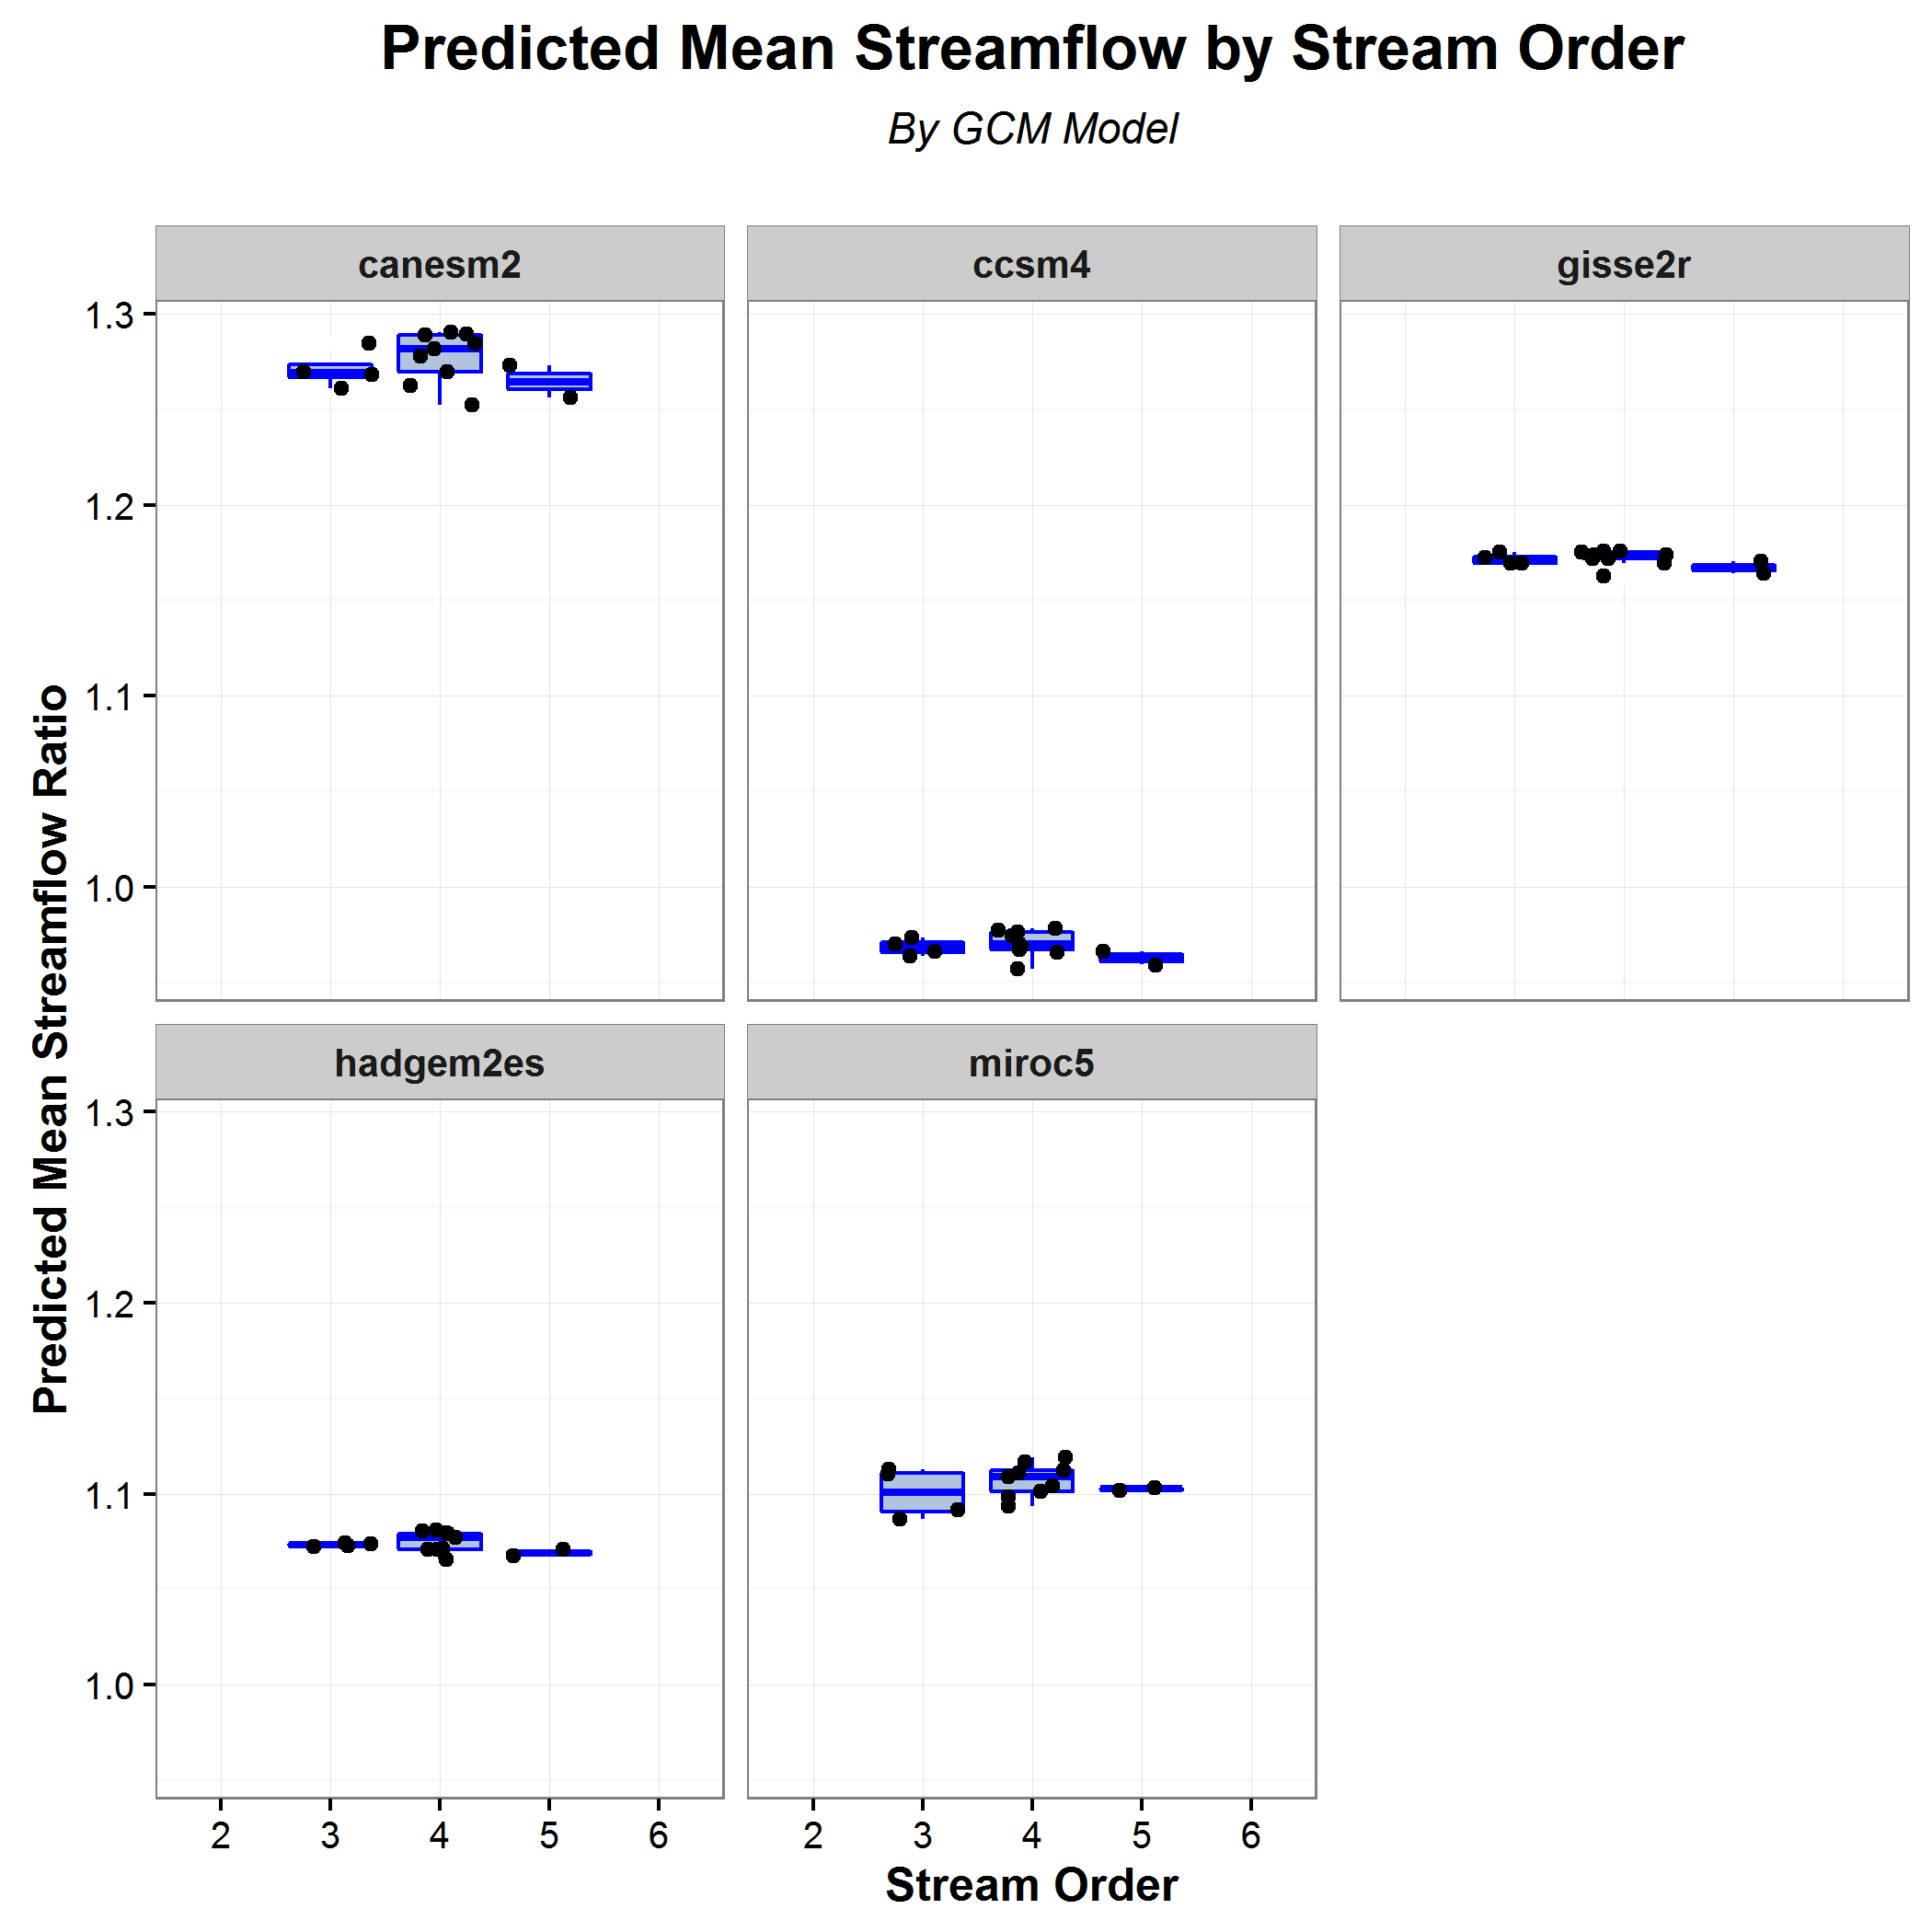 Predicted Mean Streamflow by Stream Order
By GCM Model
canesm2
ccsm4
gisse2r
1.3
1.2
1.1
1.0
Predicted Mean Streamflow Ratio
hadgem2es
miroc5
1.3
1.2
1.1
1.0
2 3 4 5 6
2 3 4 5 6
Stream Order